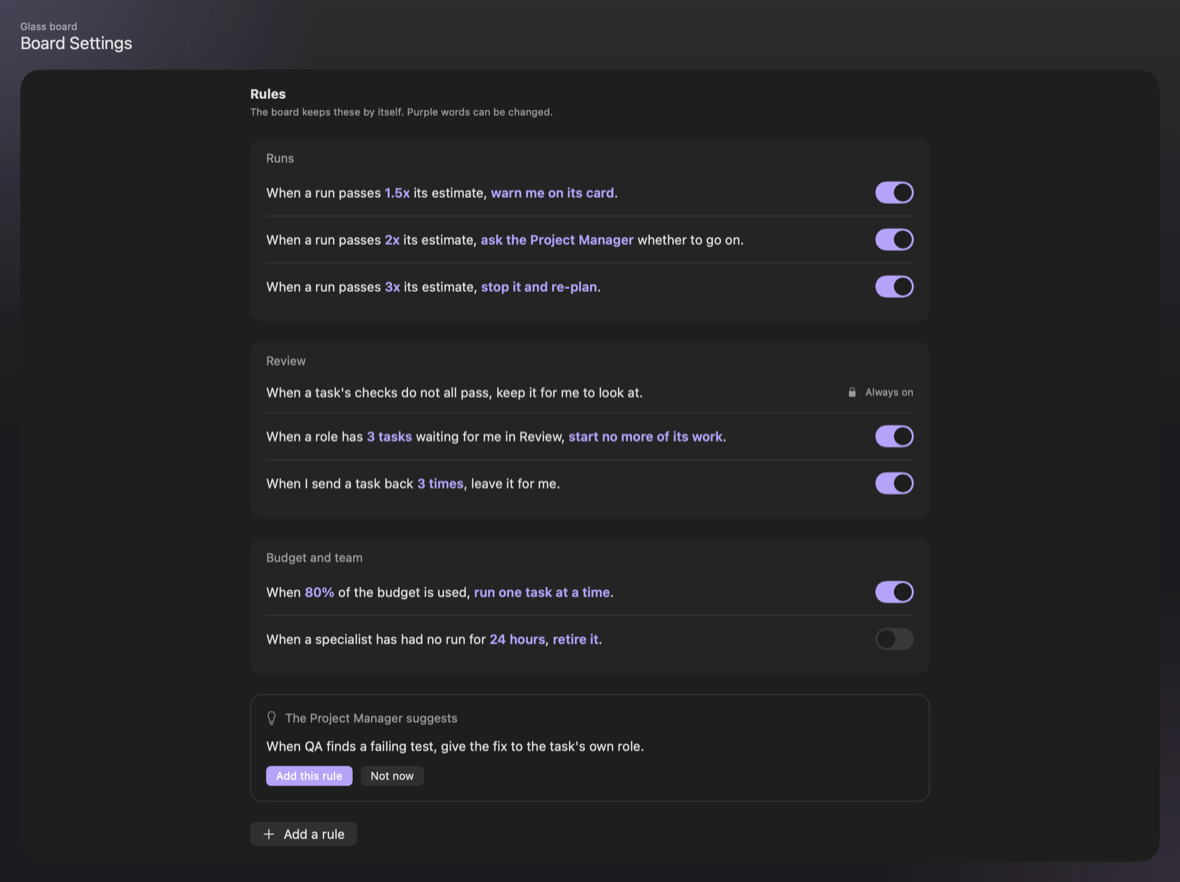 Glass board
Board Settings
Rules
The board keeps these by itself. Purple words can be changed.
Runs
When a run passes 1.5x its estimate, warn me on its card.
When a run passes 2x its estimate, ask the Project Manager whether to go on.
When a run passes 3x its estimate, stop it and re-plan.
Review
When a task's checks do not all pass, keep it for me to look at.
Always on
When a role has 3 tasks waiting for me in Review, start no more of its work.
When I send a task back 3 times, leave it for me.
Budget and team
When 80% of the budget is used, run one task at a time.
When a specialist has had no run for 24 hours, retire it.
The Project Manager suggests
When QA finds a failing test, give the fix to the task's own role.
Add this rule
Not now
Add a rule